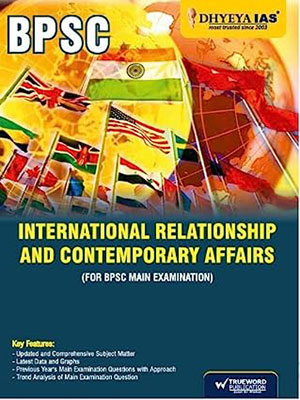 BPSC
DHYEYA IAS®
most trusted since 2003
INTERNATIONAL RELATIONSHIP
AND CONTEMPORARY AFFAIRS
(FOR BPSC MAIN EXAMINATION)
Key Features:
- Updated and Comprehensive Subject Matter
- Latest Data and Graphs
- Previous Year's Main Examination Questions with Approach
- Trend Analysis of Main Examination Question
TRUEWORD
PUBLICATION